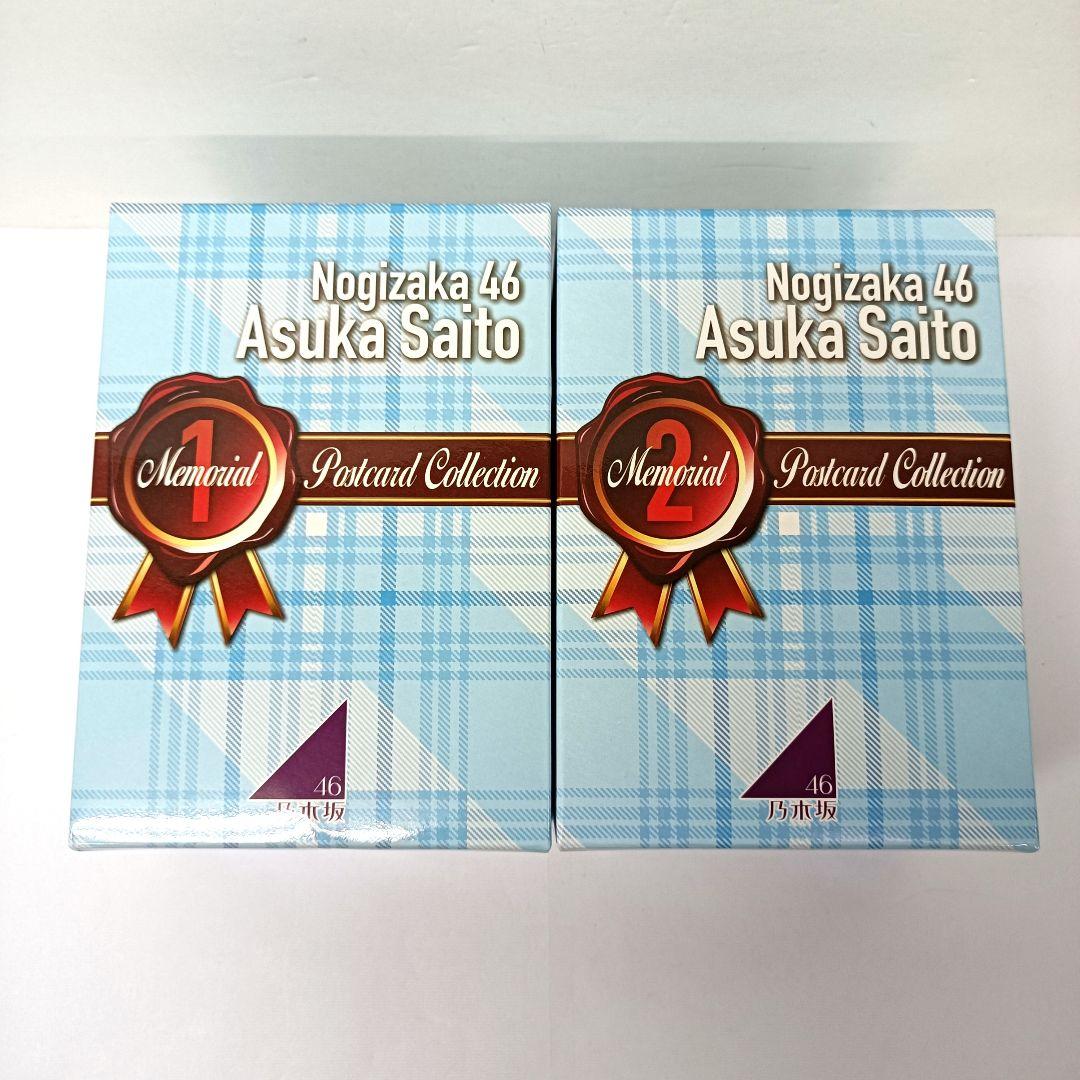 Nogizaka 46
Asuka Saito
1
Memorial
Postcard Collection
46
乃木坂
Nogizaka 46
Asuka Saito
2
Memorial
Postcard Collection
46
乃木坂